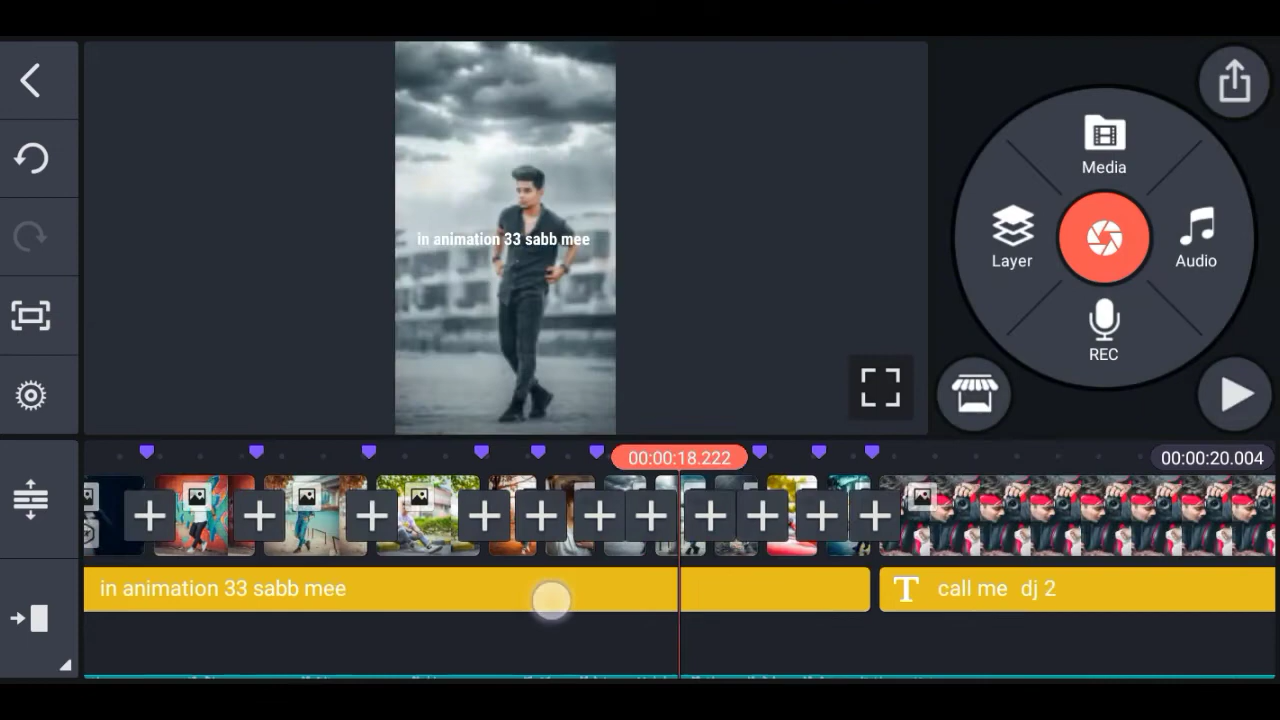 Media
Layer
Audio
REC
in animation 33 sabb mee
00:00:18.222
00:00:20.004
in animation 33 sabb mee
T call me dj 2